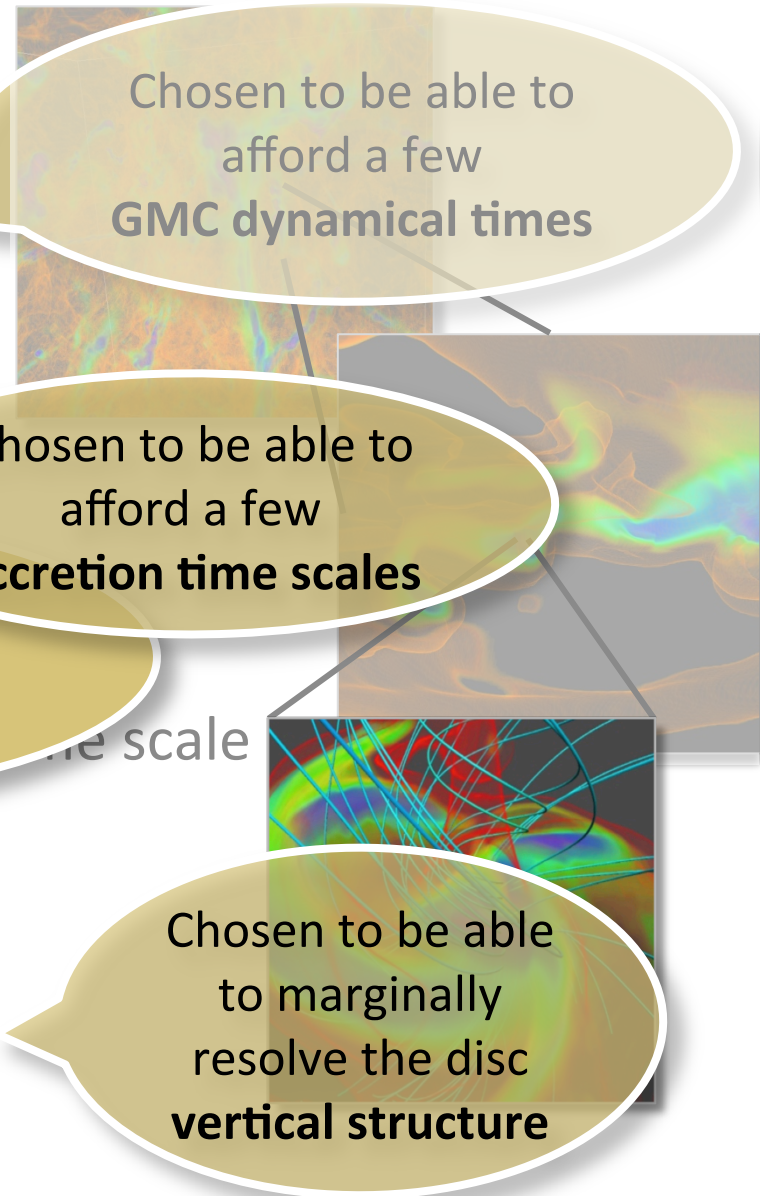 Chosen to be able to
afford a few
GMC dynamical times
hosen to be able to
afford a few
ccretion time scales
scale
Chosen to be able
to marginally
resolve the disc
vertical structure